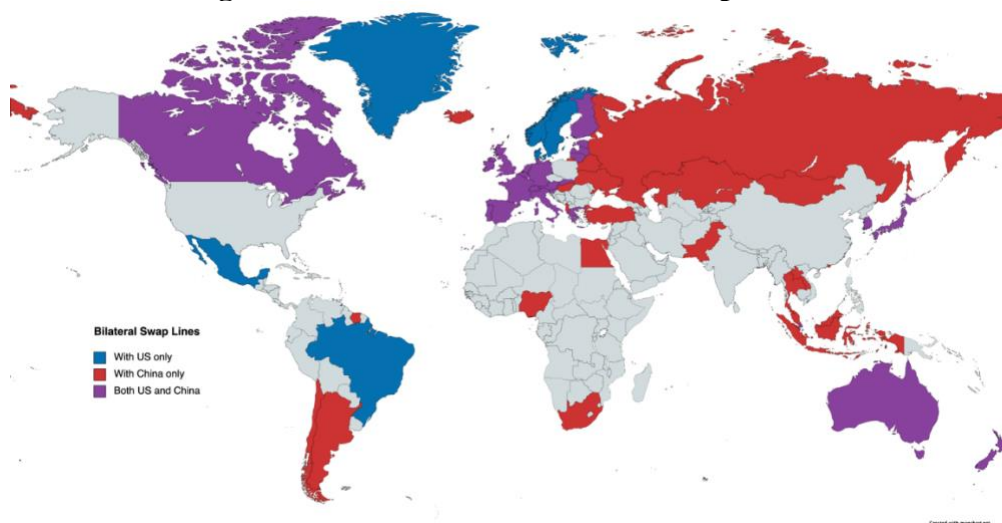 Bilateral Swap Lines
With US only
With China only
Both US and China